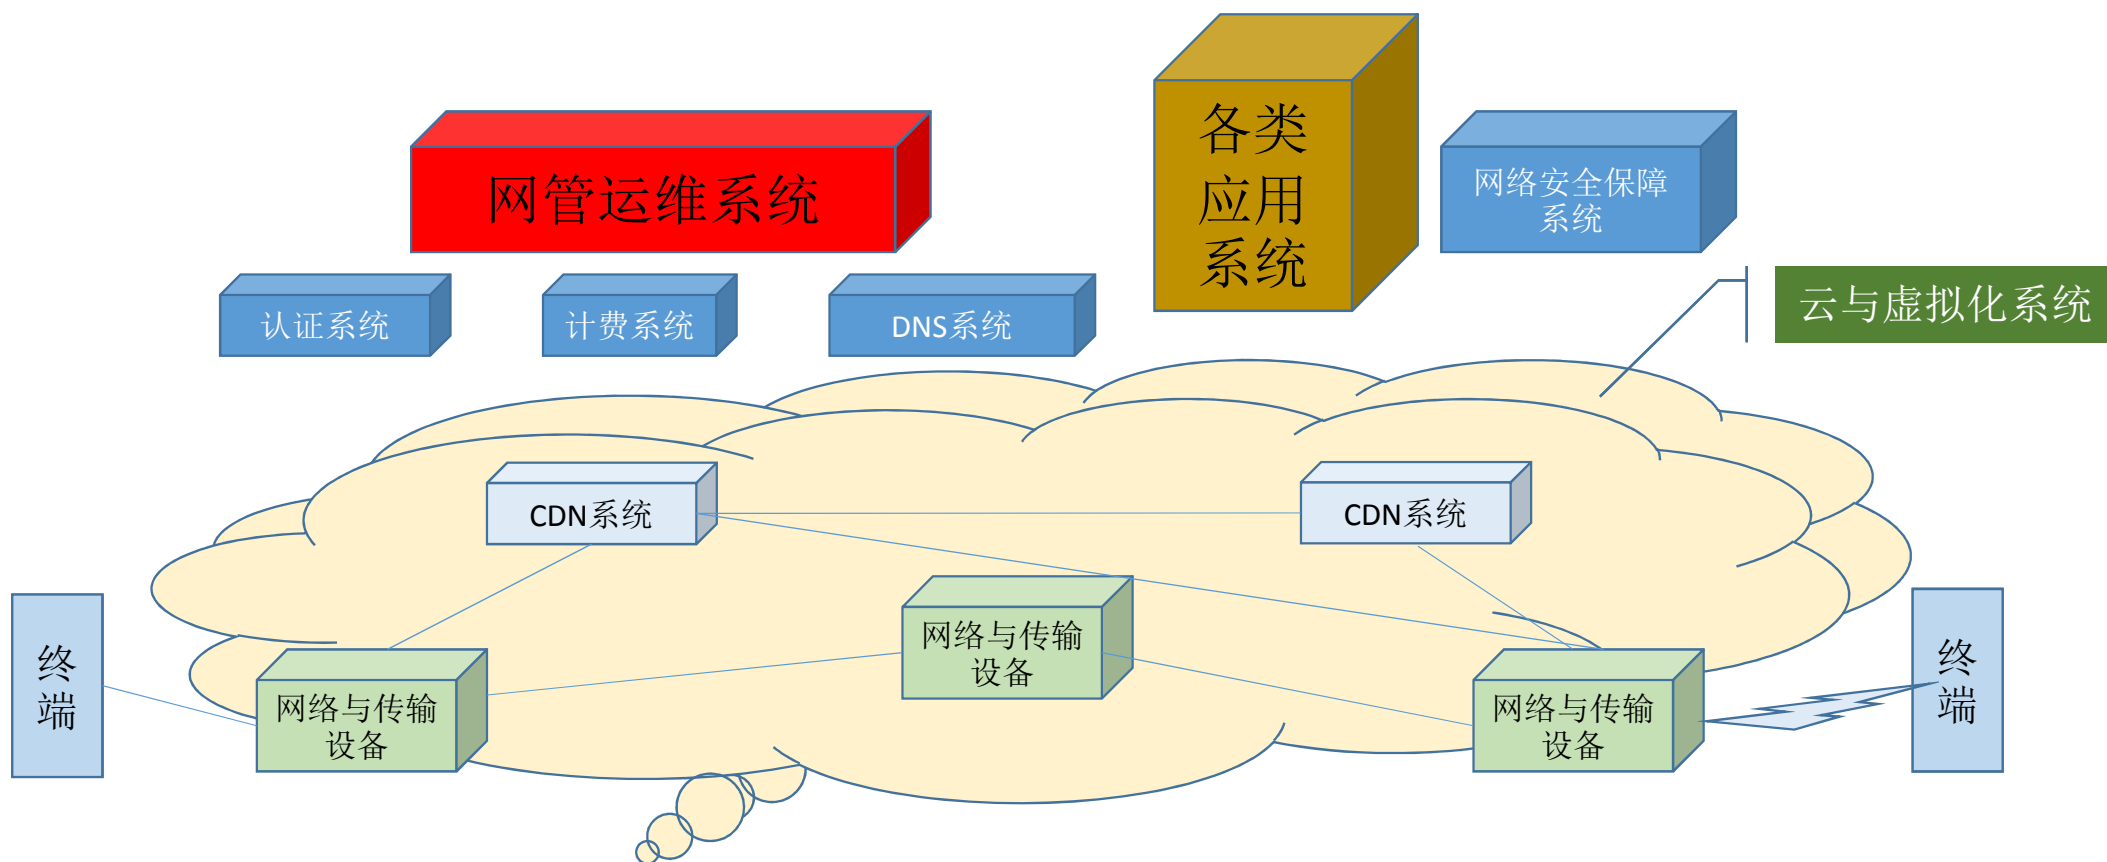 各类
应用
系统
网管运维系统
网络安全保障
系统
认证系统
计费系统
DNS系统
云与虚拟化系统
CDN系统
CDN系统
终
端
网络与传输
设备
网络与传输
设备
网络与传输
设备
终
端